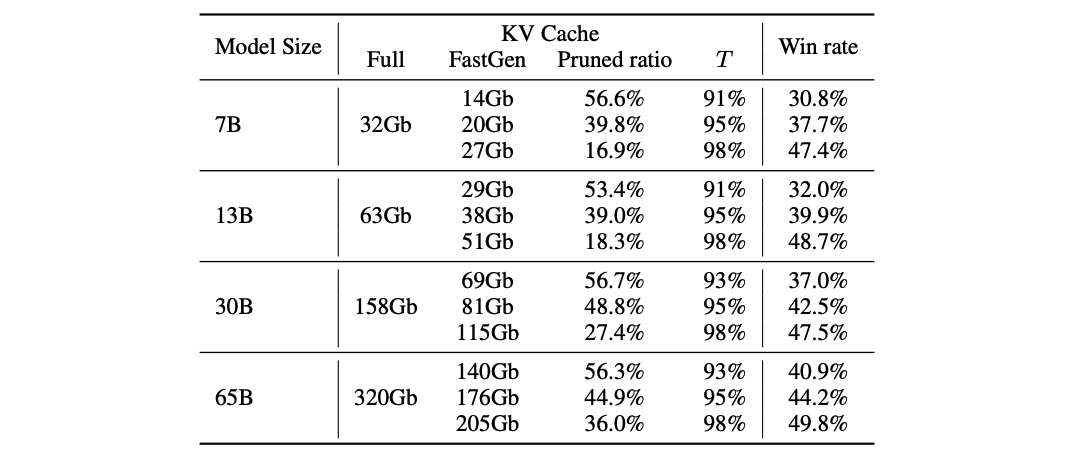 Model Size KV Cache Win rate
Full FastGen Pruned ratio T
7B 32Gb 14Gb 56.6% 91% 30.8%
20Gb 39.8% 95% 37.7%
27Gb 16.9% 98% 47.4%
13B 63Gb 29Gb 53.4% 91% 32.0%
38Gb 39.0% 95% 39.9%
51Gb 18.3% 98% 48.7%
30B 158Gb 69Gb 56.7% 93% 37.0%
81Gb 48.8% 95% 42.5%
115Gb 27.4% 98% 47.5%
65B 320Gb 140Gb 56.3% 93% 40.9%
176Gb 44.9% 95% 44.2%
205Gb 36.0% 98% 49.8%